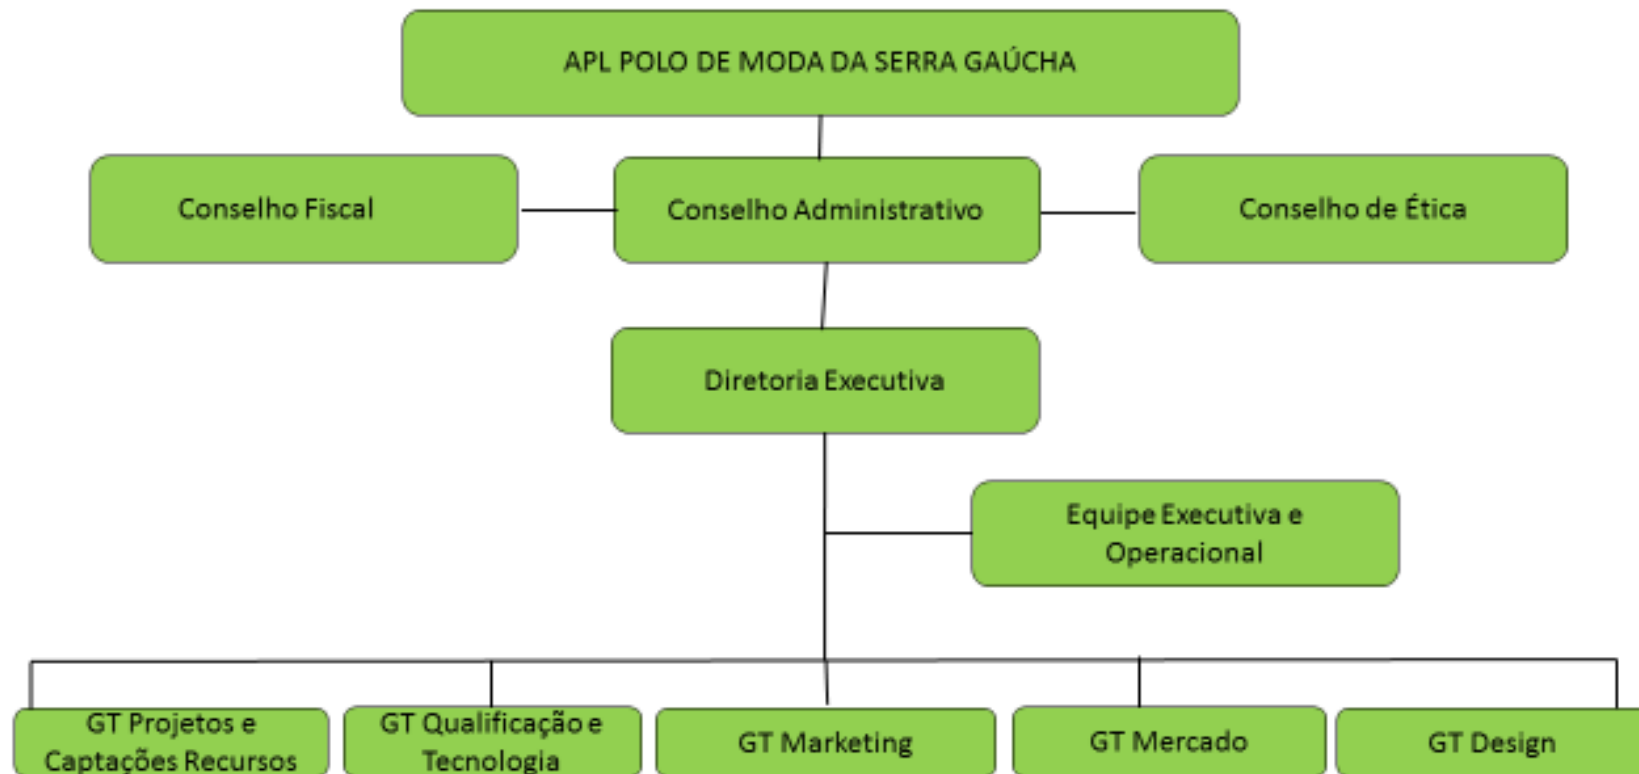 APL POLO DE MODA DA SERRA GAÚCHA
Conselho Fiscal
Conselho Administrativo
Conselho de Ética
Diretoria Executiva
Equipe Executiva e
Operacional
GT Projetos e
Captações Recursos
GT Qualificação e
Tecnologia
GT Marketing
GT Mercado
GT Design